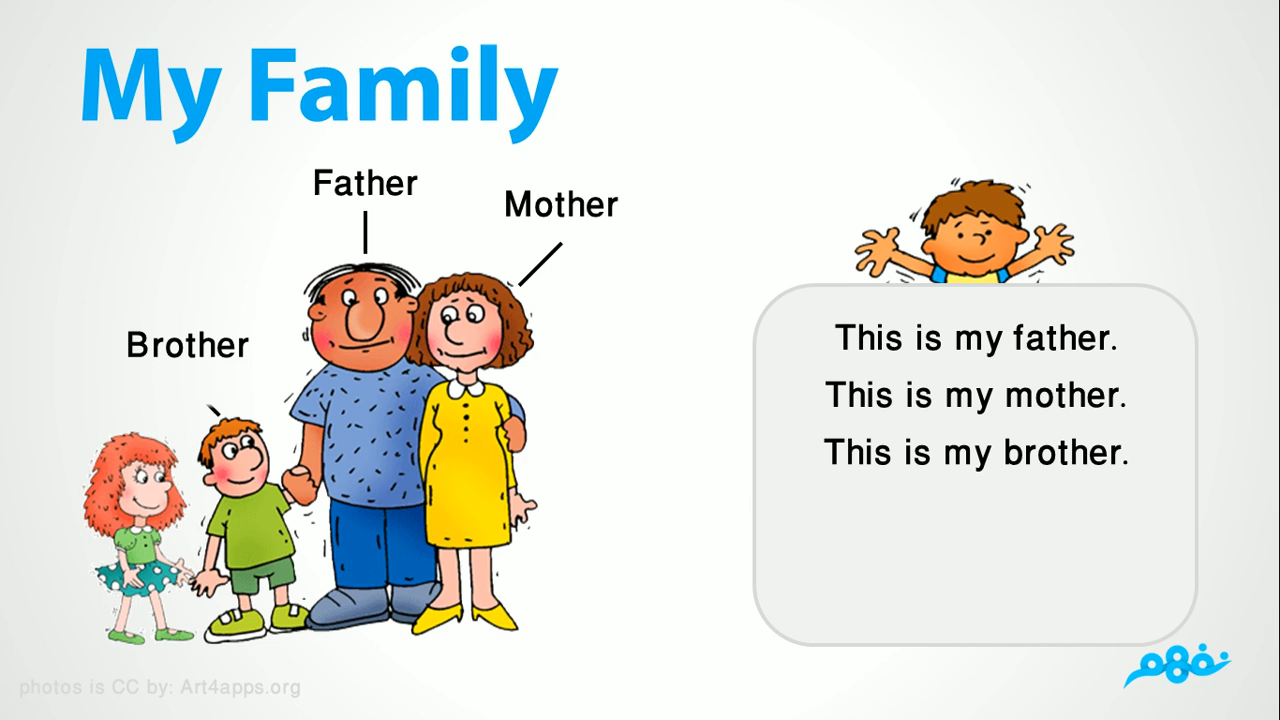 My Family
Father
Mother
Brother
This is my father.
This is my mother.
This is my brother.
photos is CC by: Art4apps.org
نفهم